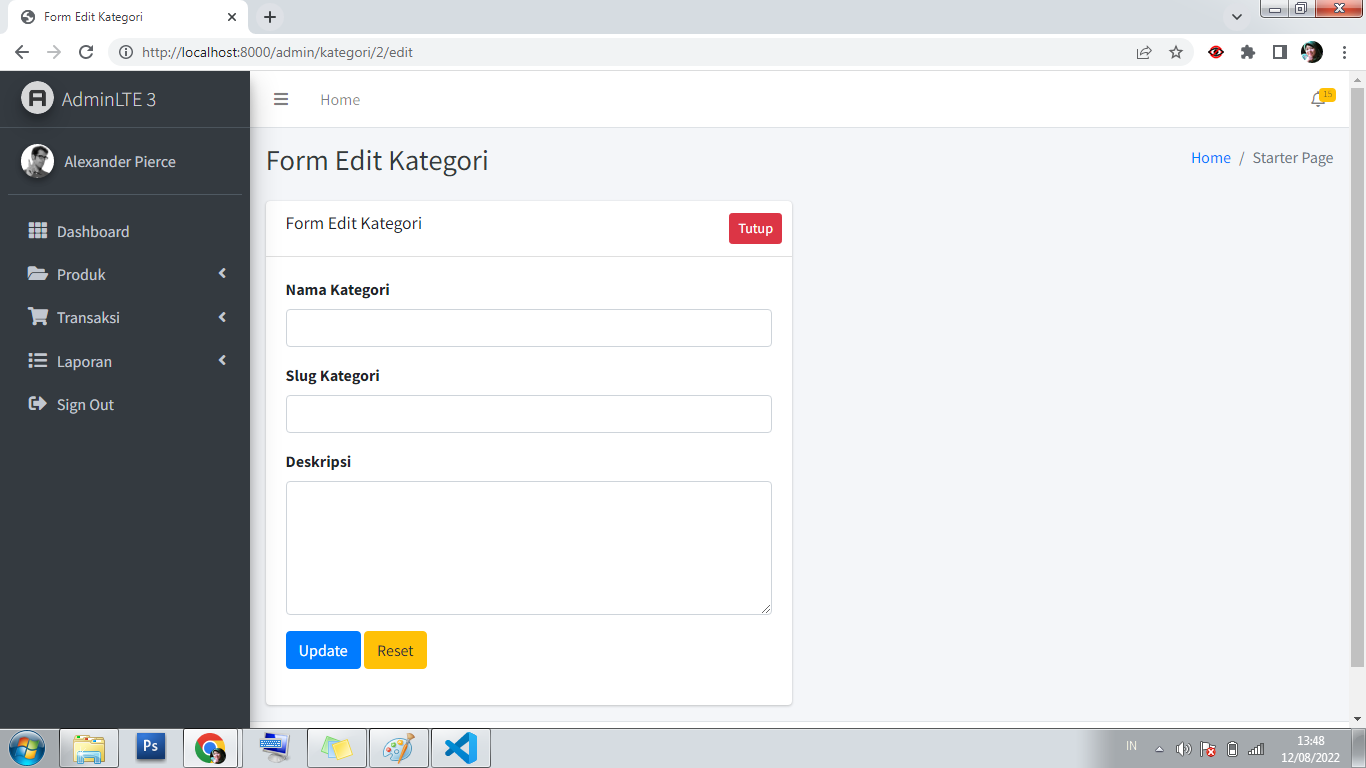 Form Edit Kategori
http://localhost:8000/admin/kategori/2/edit
AdminLTE 3
Home
15
Alexander Pierce
Form Edit Kategori
Home / Starter Page
Dashboard
Produk
Transaksi
Laporan
Sign Out
Form Edit Kategori
Tutup
Nama Kategori
Slug Kategori
Deskripsi
Update
Reset
Ps
IN
13:48
12/08/2022